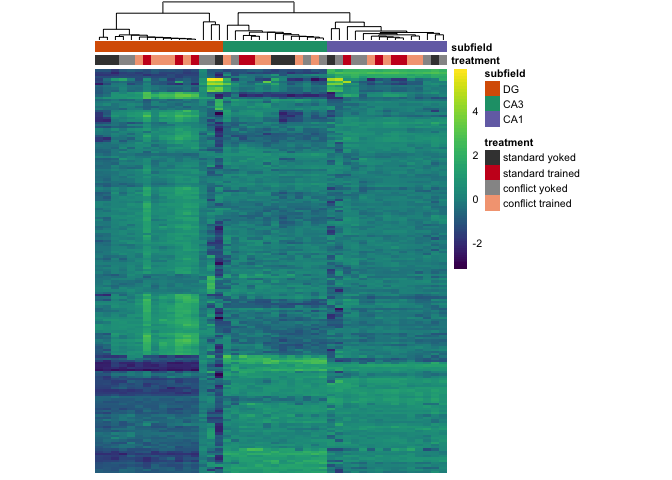 subfield
treatment
subfield
DG
CA3
CA1
treatment
standard yoked
standard trained
conflict yoked
conflict trained
4
2
0
-2